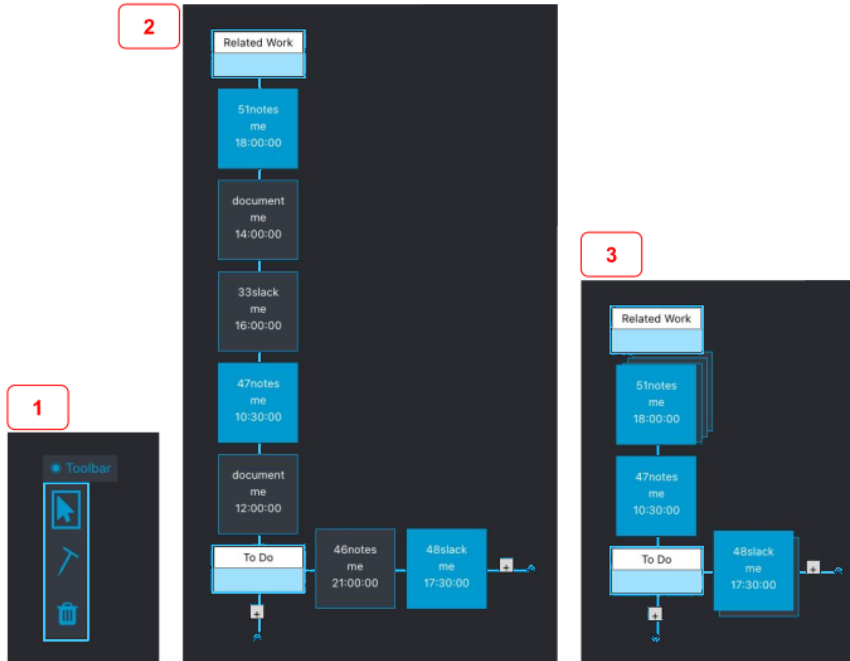 2
Related Work
51notes
me
18:00:00
document
me
14:00:00
33slack
me
16:00:00
47notes
me
10:30:00
document
me
12:00:00
To Do
46notes
me
21:00:00
48slack
me
17:30:00
+
+
3
Related Work
51notes
me
18:00:00
47notes
me
10:30:00
To Do
48slack
me
17:30:00
+
+
1
Toolbar